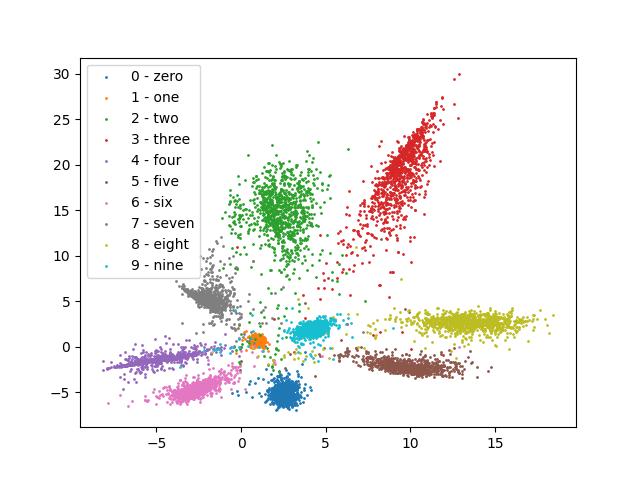 0 - zero
1 - one
2 - two
3 - three
4 - four
5 - five
6 - six
7 - seven
8 - eight
9 - nine
30
25
20
15
10
5
0
−5
−5
0
5
10
15